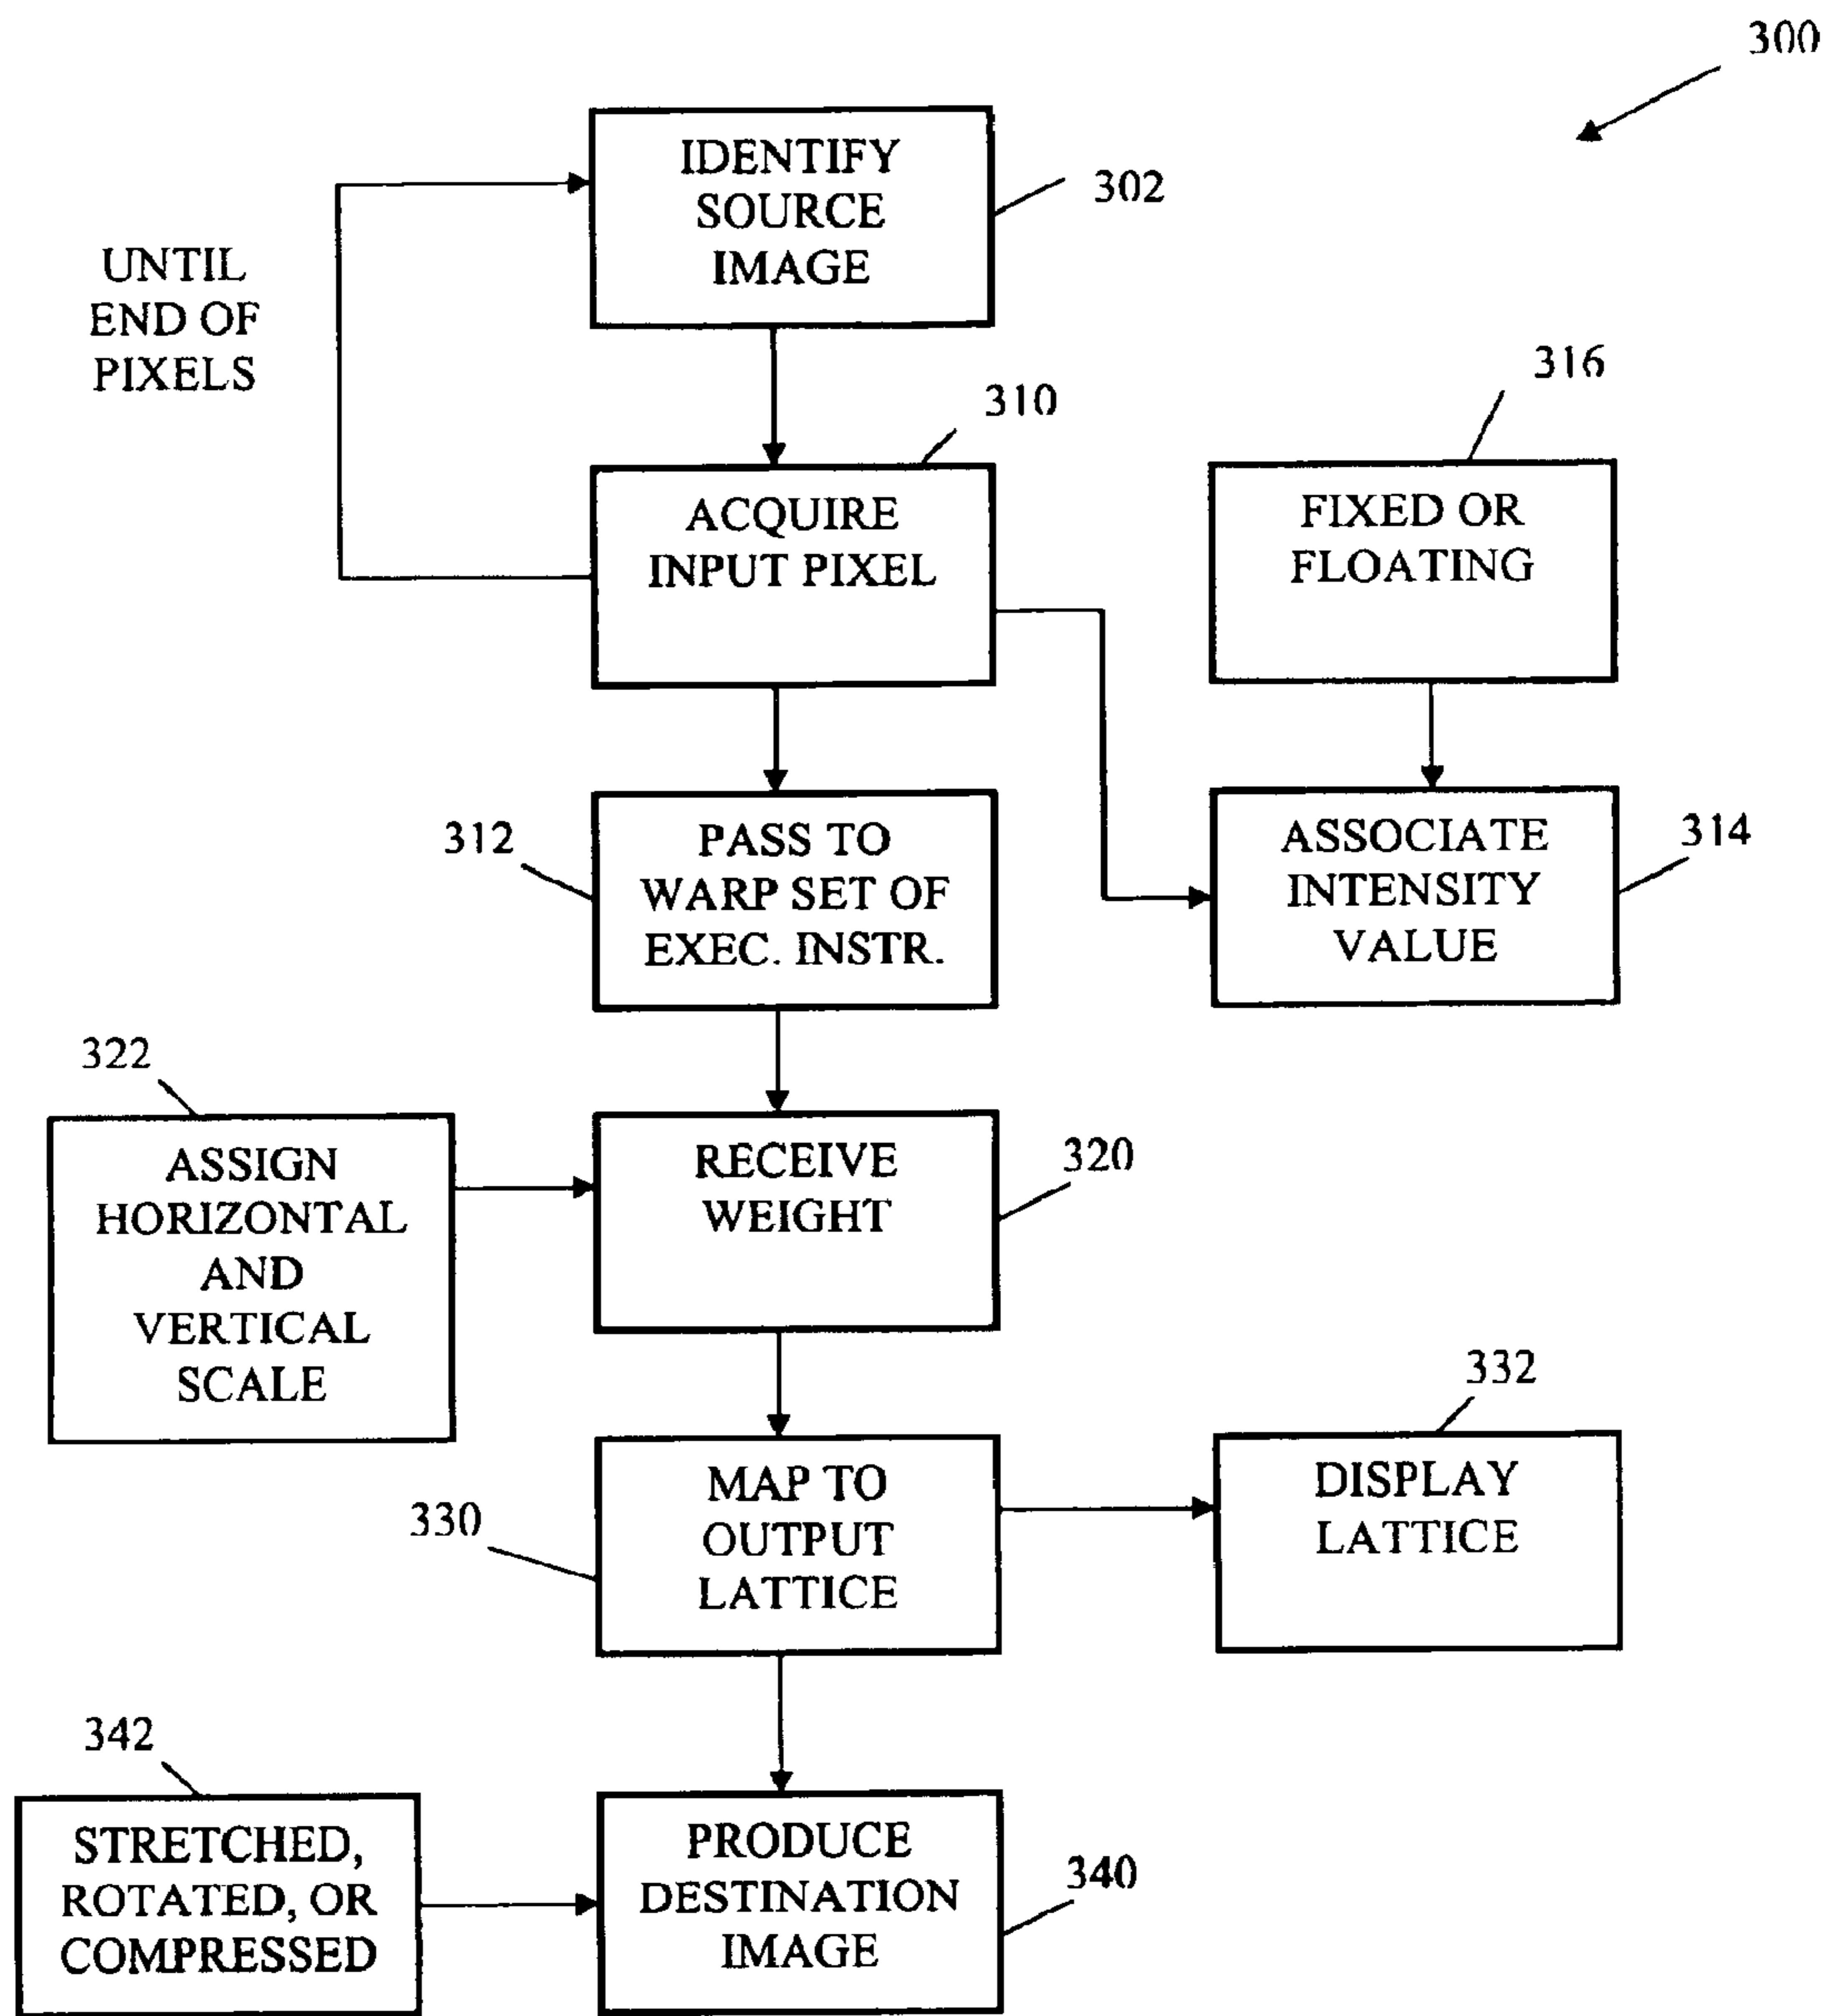 300
IDENTIFY
SOURCE
IMAGE
302
UNTIL
END OF
PIXELS
310
316
ACQUIRE
INPUT PIXEL
FIXED OR
FLOATING
312
PASS TO
WARP SET OF
EXEC. INSTR.
ASSOCIATE
INTENSITY
VALUE
314
322
ASSIGN
HORIZONTAL
AND
VERTICAL
SCALE
RECEIVE
WEIGHT
320
330
MAP TO
OUTPUT
LATTICE
332
DISPLAY
LATTICE
342
STRETCHED,
ROTATED, OR
COMPRESSED
PRODUCE
DESTINATION
IMAGE
340